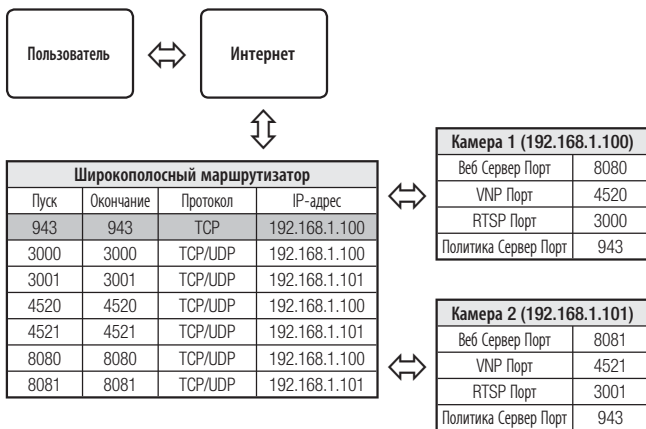 Пользователь
Интернет
Широкополосный маршрутизатор
Пуск Окончание Протокол IP-адрес
943 943 TCP 192.168.1.100
3000 3000 TCP/UDP 192.168.1.100
3001 3001 TCP/UDP 192.168.1.101
4520 4520 TCP/UDP 192.168.1.100
4521 4521 TCP/UDP 192.168.1.101
8080 8080 TCP/UDP 192.168.1.100
8081 8081 TCP/UDP 192.168.1.101
Камера 1 (192.168.1.100)
Веб Сервер Порт 8080
VNP Порт 4520
RTSP Порт 3000
Политика Сервер Порт 943
Камера 2 (192.168.1.101)
Веб Сервер Порт 8081
VNP Порт 4521
RTSP Порт 3001
Политика Сервер Порт 943